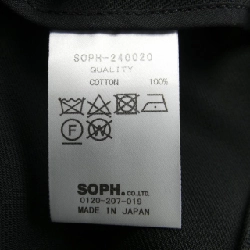 SOPH-240020
QUALITY
COTTON 100%
F W
SOPH.CO.,LTD.
0120-207-016
MADE IN JAPAN